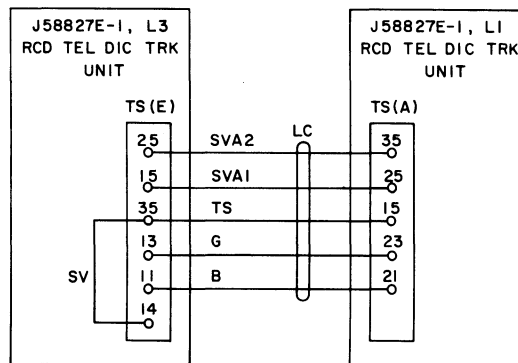 J58827E-1, L3
RCD TEL DIC TRK
UNIT
J58827E-1, L1
RCD TEL DIC TRK
UNIT
TS(E)
TS(A)
LC
25 SVA2 35
15 SVA1 25
35 TS 15
13 G 23
SV
11 B 21
14